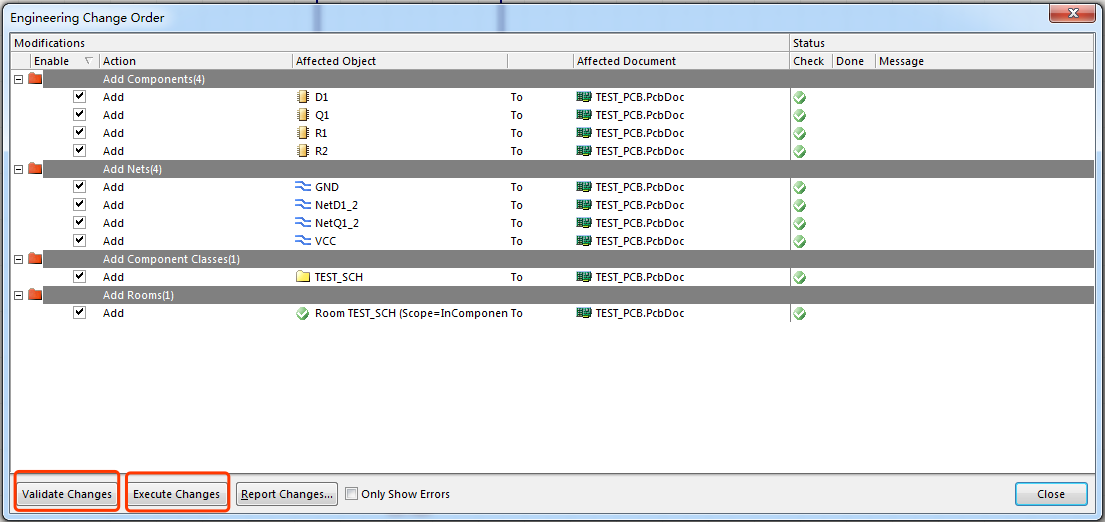 Engineering Change Order
Modifications Status
Enable Action Affected Object Affected Document Check Done Message
Add Components(4)
Add D1 To TEST_PCB.PcbDoc
Add Q1 To TEST_PCB.PcbDoc
Add R1 To TEST_PCB.PcbDoc
Add R2 To TEST_PCB.PcbDoc
Add Nets(4)
Add GND To TEST_PCB.PcbDoc
Add NetD1_2 To TEST_PCB.PcbDoc
Add NetQ1_2 To TEST_PCB.PcbDoc
Add VCC To TEST_PCB.PcbDoc
Add Component Classes(1)
Add TEST_SCH To TEST_PCB.PcbDoc
Add Rooms(1)
Add Room TEST_SCH (Scope=InComponen To TEST_PCB.PcbDoc
Validate Changes Execute Changes Report Changes... Only Show Errors Close